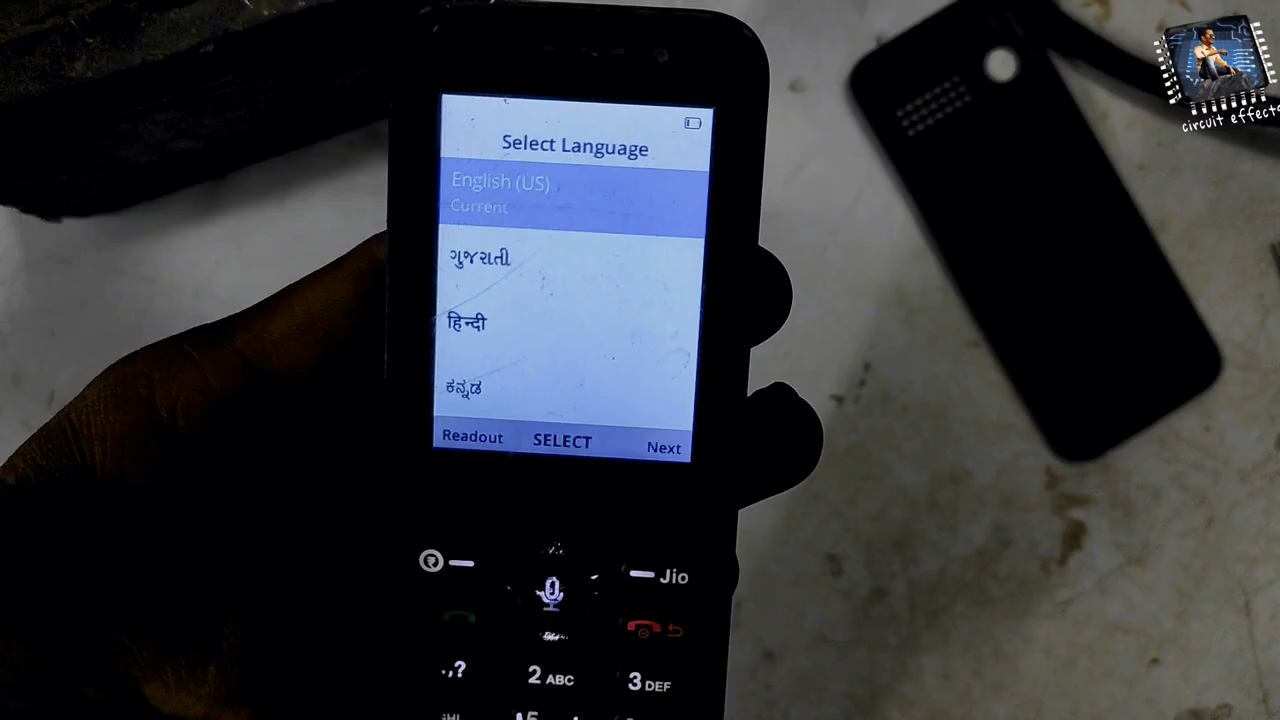 circuit effects
Select Language
English (US)
Current
ગુજરાતી
हिन्दी
ಕನ್ನಡ
Readout SELECT Next
Jio
.,? 2 ABC 3 DEF